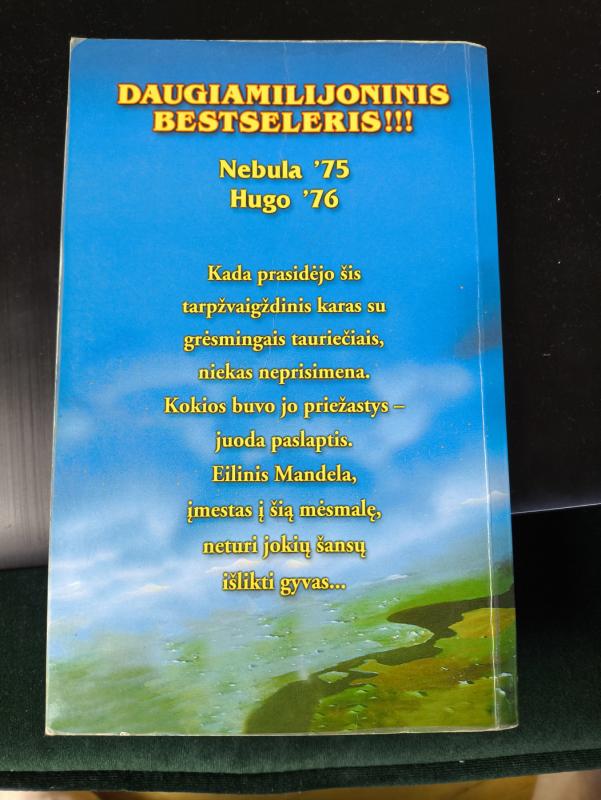 DAUGIAMILIJONINIS
BESTSELERIS!!!
Nebula ’75
Hugo ’76
Kada prasidėjo šis
tarpžvaigždinis karas su
grėsmingais tauriečiais,
niekas neprisimena.
Kokios buvo jo priežastys –
juoda paslaptis.
Eilinis Mandela,
įmestas į šią mėsmalę,
neturi jokių šansų
išlikti gyvas...